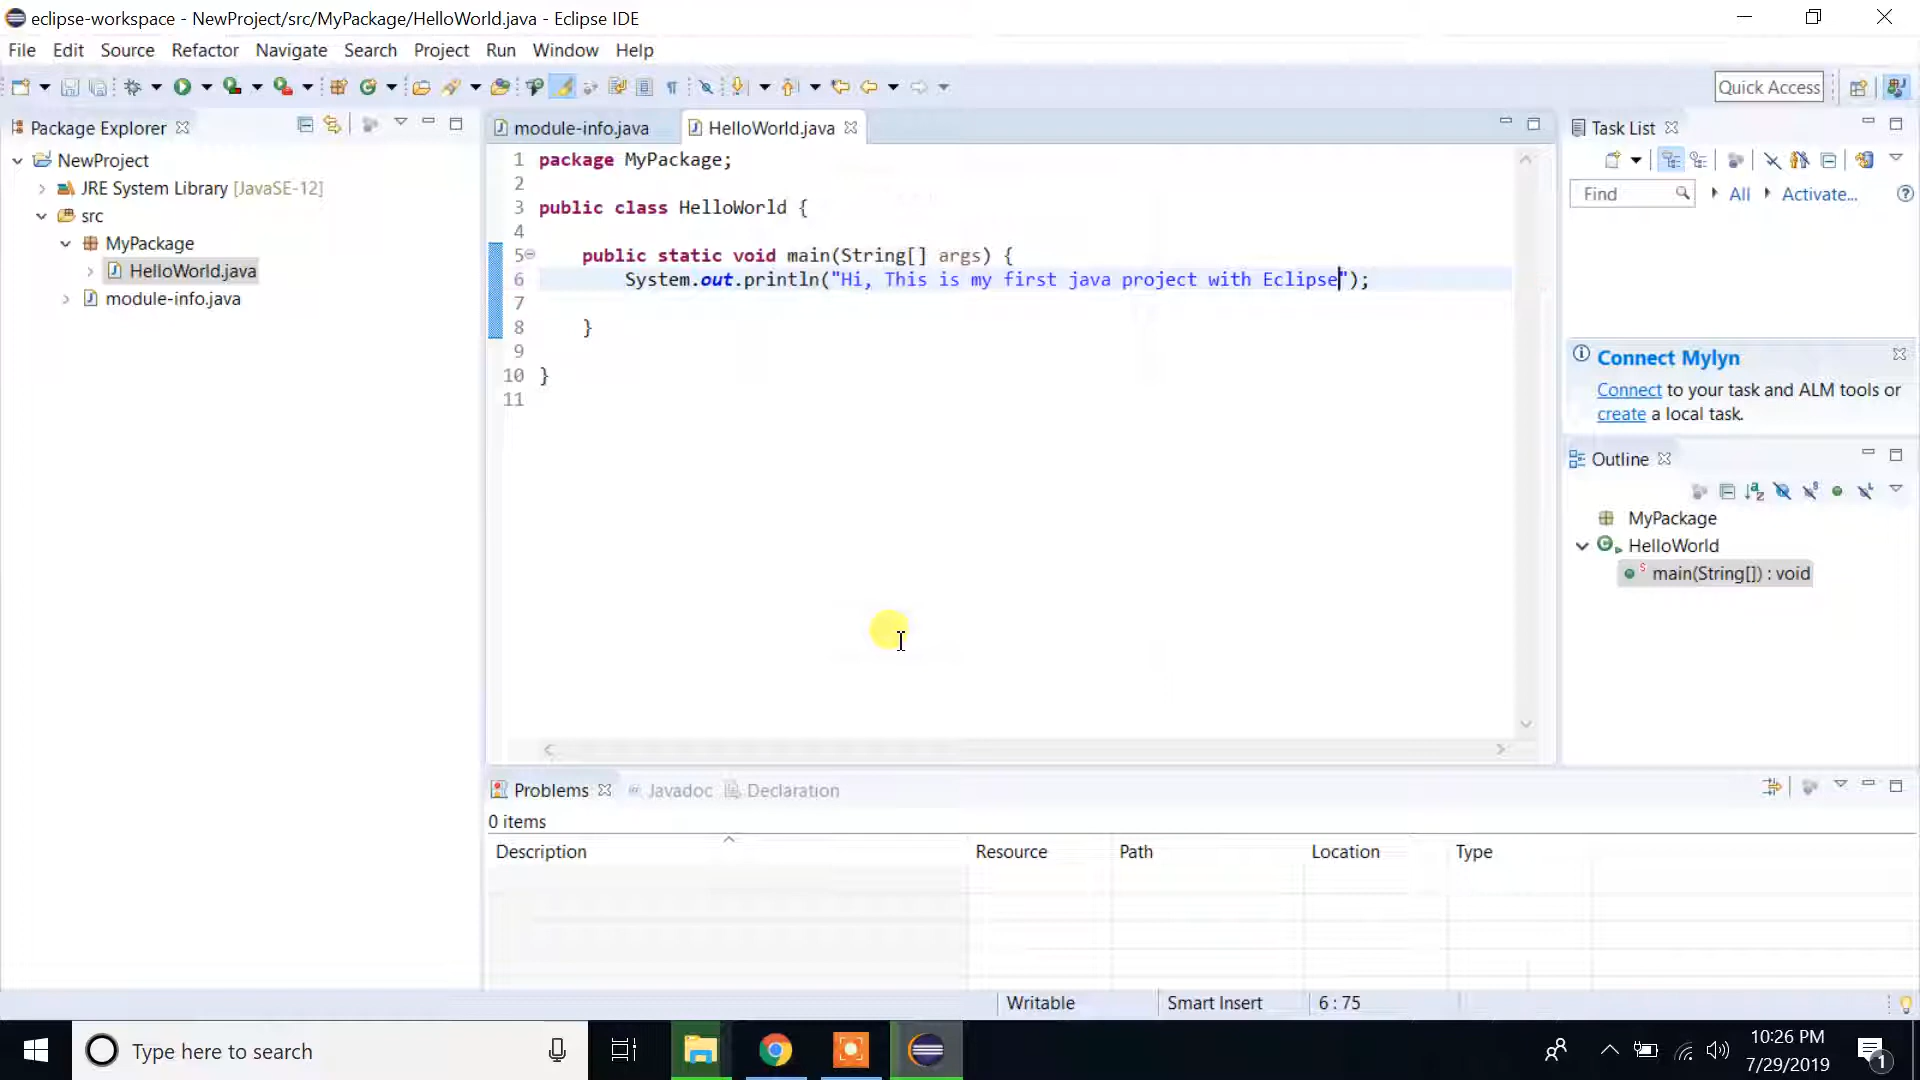 eclipse-workspace - NewProject/src/MyPackage/HelloWorld.java - Eclipse IDE
File Edit Source Refactor Navigate Search Project Run Window Help
Quick Access
Package Explorer
NewProject
JRE System Library [JavaSE-12]
src
MyPackage
HelloWorld.java
module-info.java
module-info.java HelloWorld.java
1 package MyPackage;
2
3 public class HelloWorld {
4
5 public static void main(String[] args) {
6 System.out.println("Hi, This is my first java project with Eclipse");
7
8 }
9
10 }
11
Task List
Find All Activate...
Connect Mylyn
Connect to your task and ALM tools or
create a local task.
Outline
MyPackage
HelloWorld
main(String[]) : void
Problems Javadoc Declaration
0 items
Description Resource Path Location Type
Writable Smart Insert 6 : 75
Type here to search
10:26 PM
7/29/2019
1